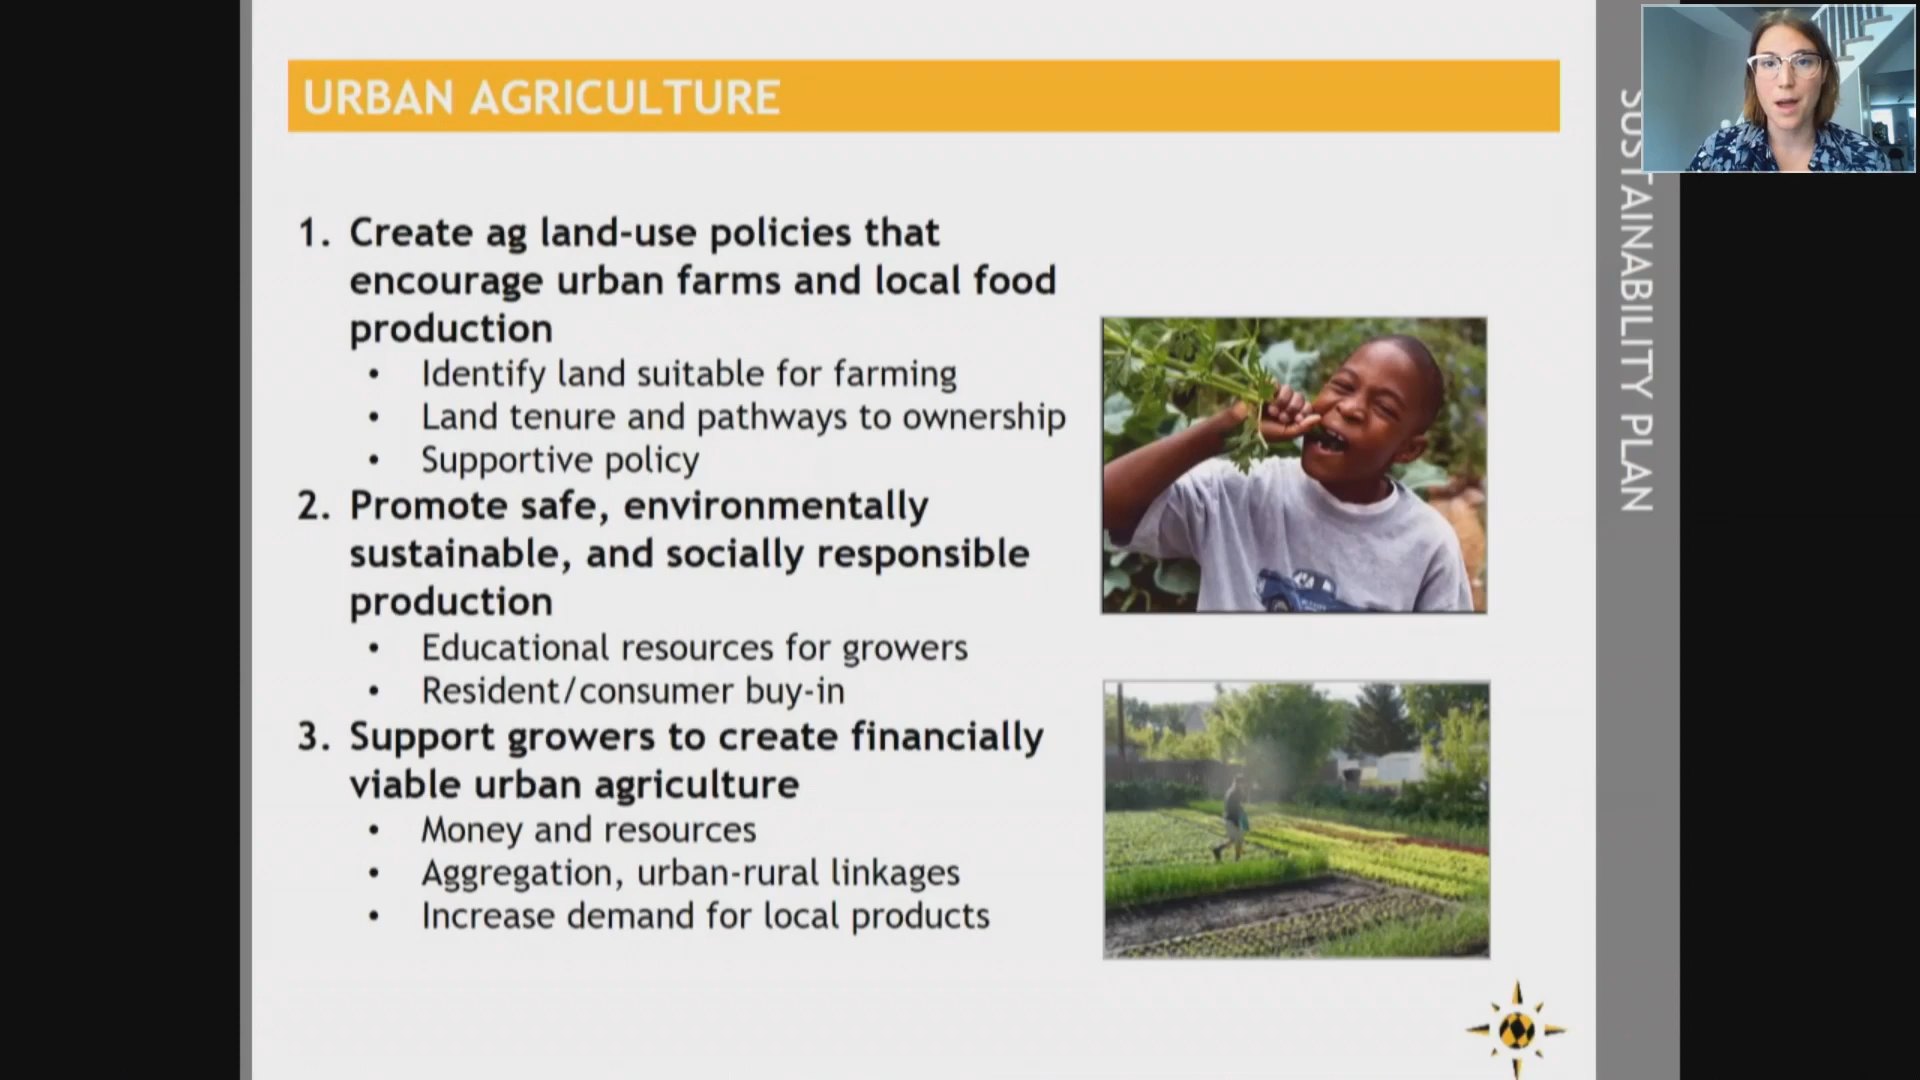 URBAN AGRICULTURE
1. Create ag land-use policies that
encourage urban farms and local food
production
• Identify land suitable for farming
• Land tenure and pathways to ownership
• Supportive policy
2. Promote safe, environmentally
sustainable, and socially responsible
production
• Educational resources for growers
• Resident/consumer buy-in
3. Support growers to create financially
viable urban agriculture
• Money and resources
• Aggregation, urban-rural linkages
• Increase demand for local products
SUSTAINABILITY PLAN